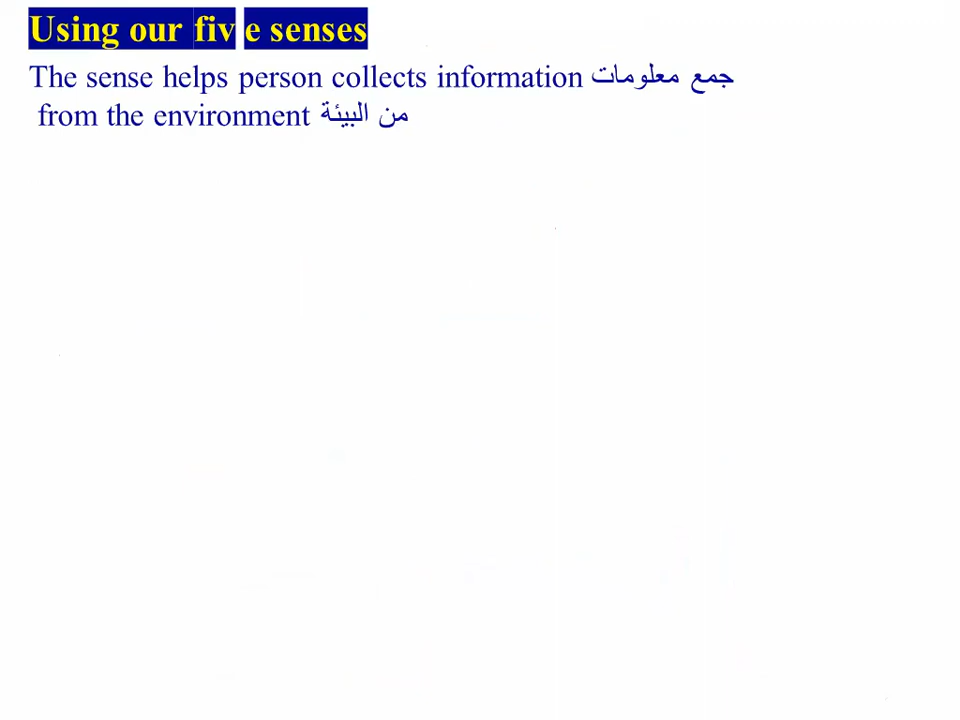 Using our five senses
The sense helps person collects information جمع معلومات
from the environment من البيئة